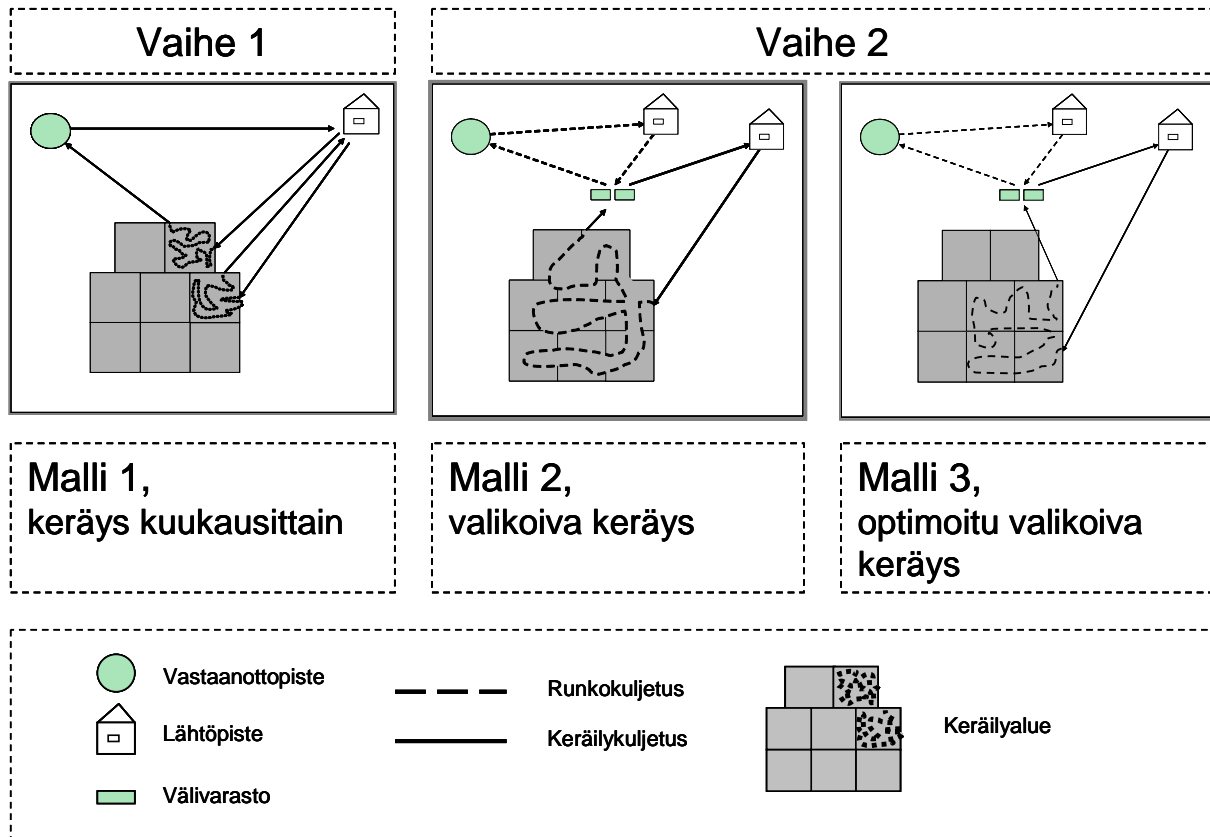 Vaihe 1
Vaihe 2
Malli 1,
keräys kuukausittain
Malli 2,
valikoiva keräys
Malli 3,
optimoitu valikoiva
keräys
Vastaanottopiste
Lähtöpiste
Välivarasto
Runkokuljetus
Keräilykuljetus
Keräilyalue